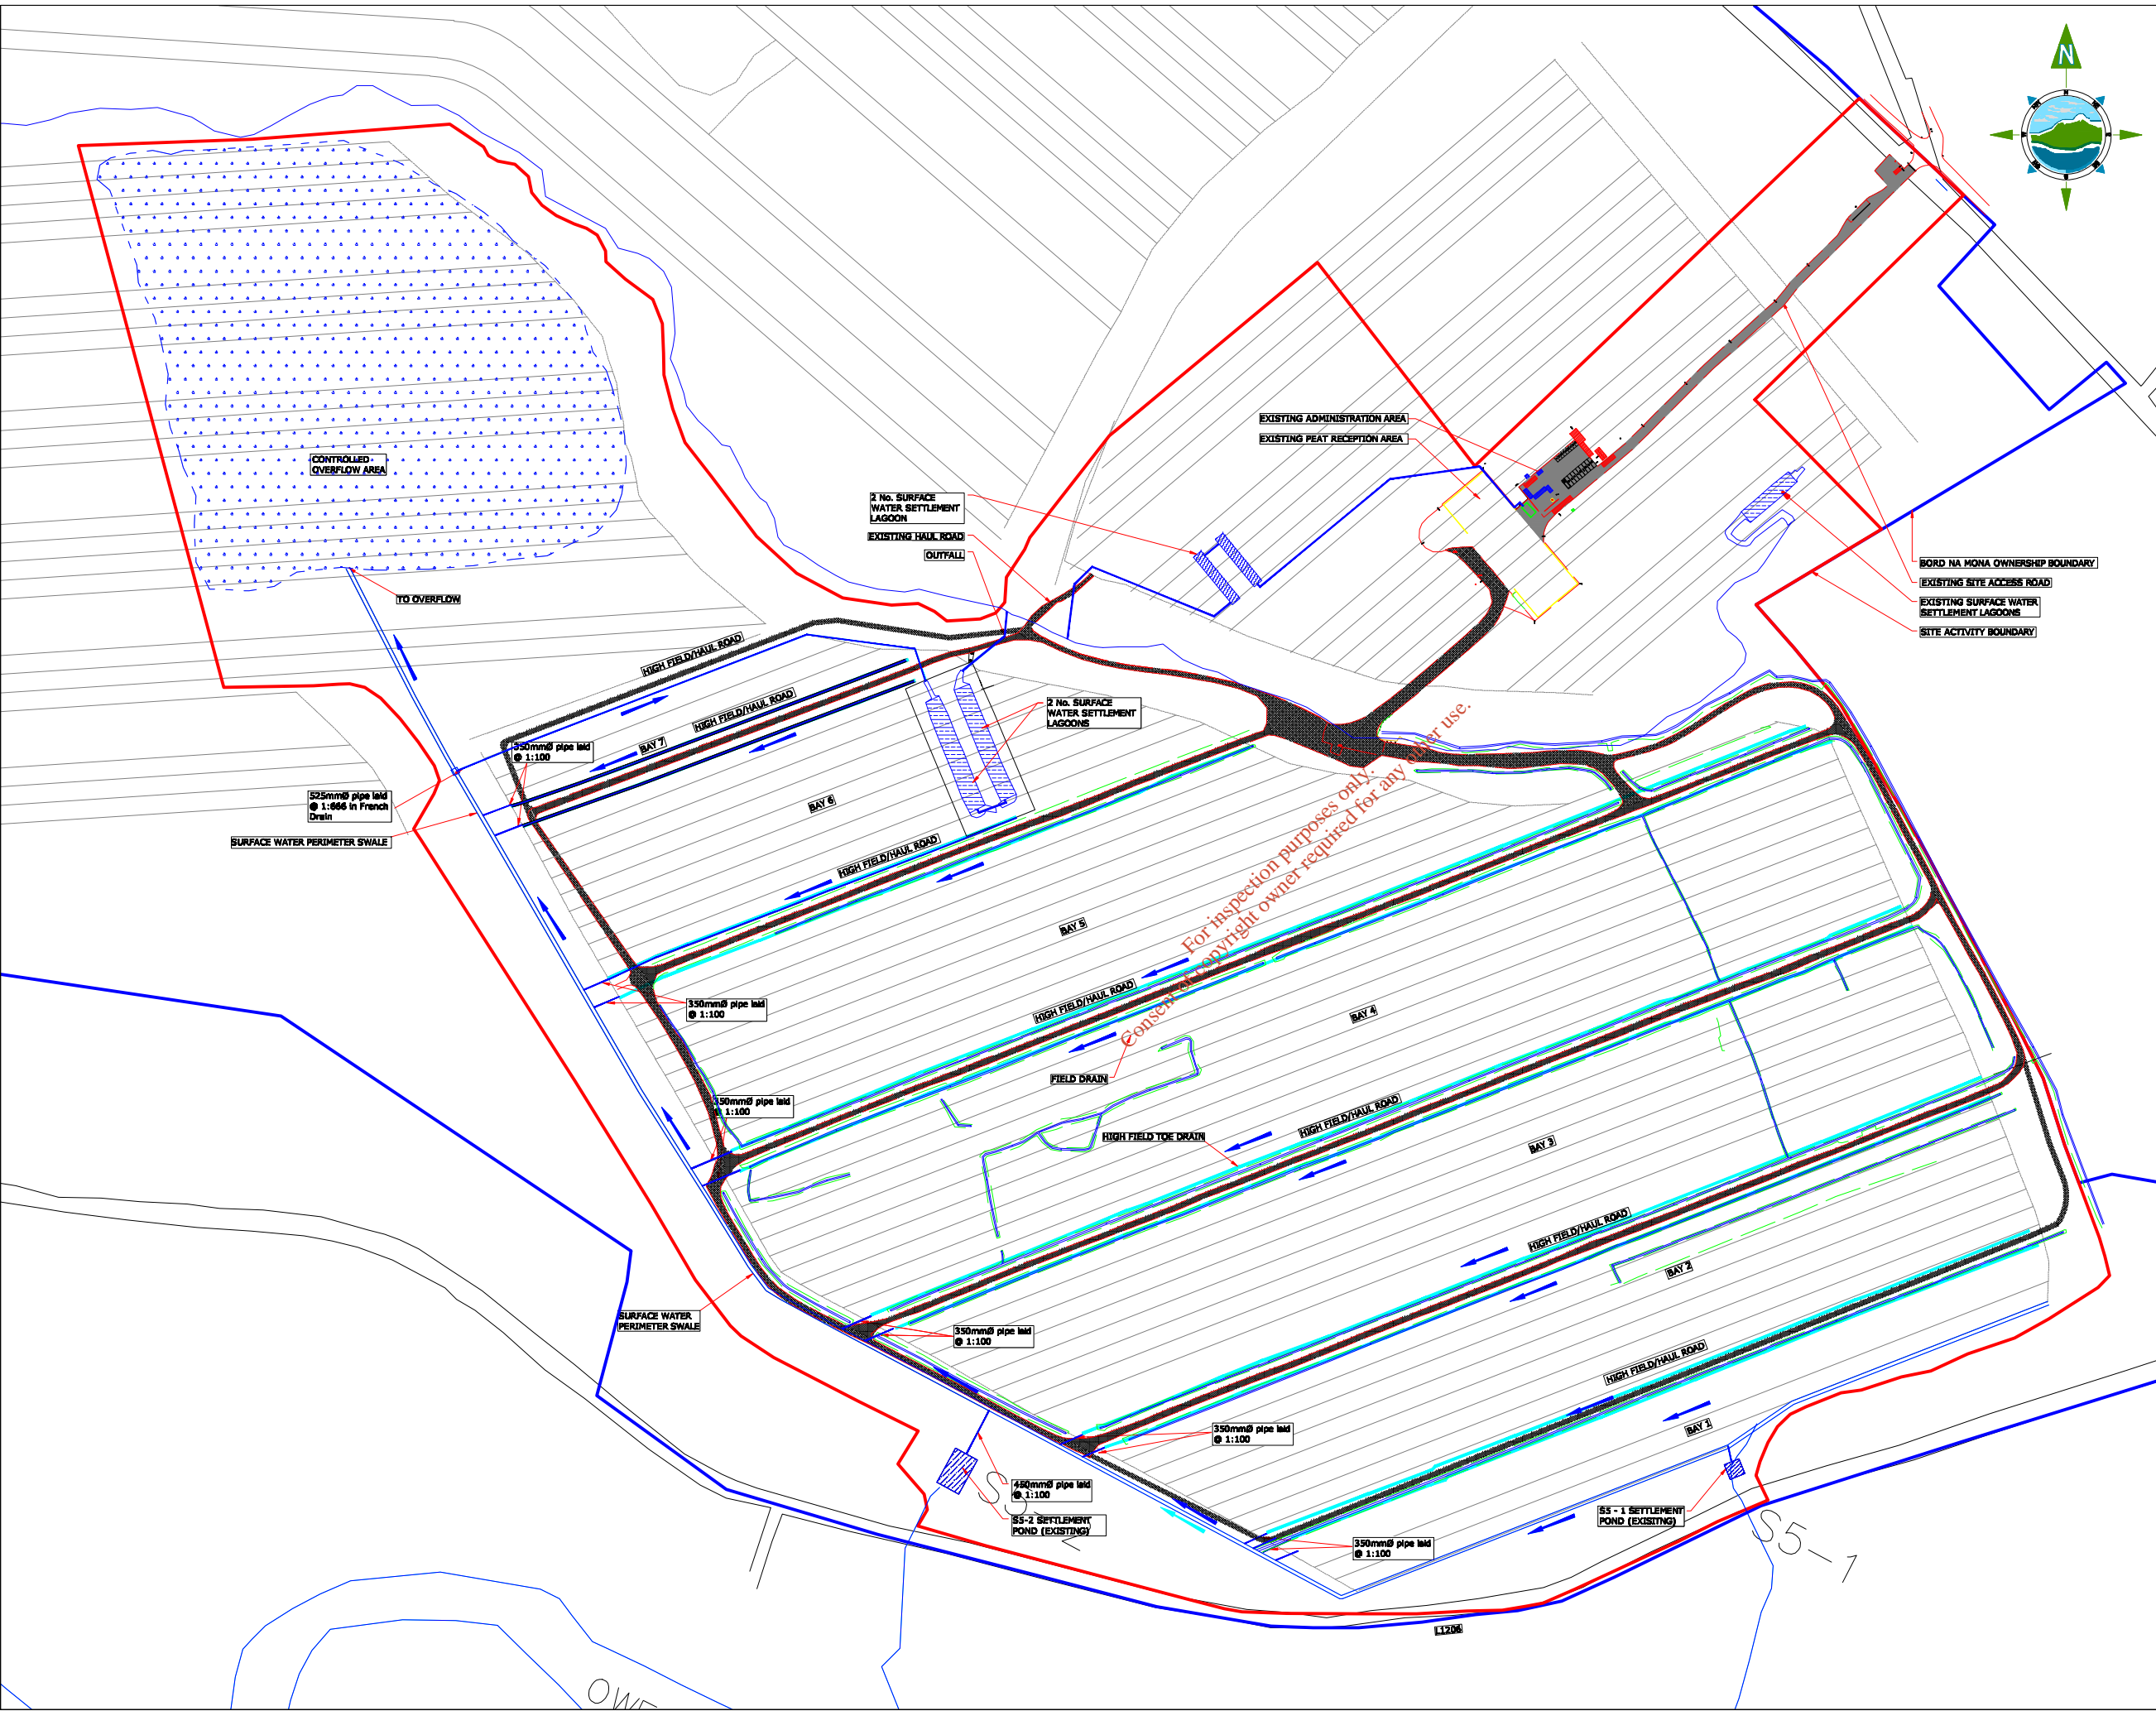 N
EXISTING ADMINISTRATION AREA
EXISTING PEAT RECEPTION AREA
CONTROLLED
OVERFLOW AREA
2 No. SURFACE
WATER SETTLEMENT
LAGOON
EXISTING HAUL ROAD
OUTFALL
BORD NA MONA OWNERSHIP BOUNDARY
EXISTING SITE ACCESS ROAD
EXISTING SURFACE WATER
SETTLEMENT LAGOONS
SITE ACTIVITY BOUNDARY
TO OVERFLOW
HIGH FIELD/HAUL ROAD
HIGH FIELD/HAUL ROAD
2 No. SURFACE
WATER SETTLEMENT
LAGOONS
BAY 7
350mmØ pipe laid
@ 1:100
525mmØ pipe laid
@ 1:666 in French
Drain
BAY 6
SURFACE WATER PERIMETER SWALE
HIGH FIELD/HAUL ROAD
For inspection purposes only.
Consent of copyright owner required for any other use.
BAY 5
350mmØ pipe laid
@ 1:100
HIGH FIELD/HAUL ROAD
BAY 4
FIELD DRAIN
350mmØ pipe laid
@ 1:100
HIGH FIELD TOE DRAIN
HIGH FIELD/HAUL ROAD
BAY 3
HIGH FIELD/HAUL ROAD
BAY 2
SURFACE WATER
PERIMETER SWALE
350mmØ pipe laid
@ 1:100
HIGH FIELD/HAUL ROAD
BAY 1
350mmØ pipe laid
@ 1:100
450mmØ pipe laid
@ 1:100
S5-2 SETTLEMENT
POND (EXISTING)
S5 - 1 SETTLEMENT
POND (EXISITNG)
350mmØ pipe laid
@ 1:100
S5-1
L1206